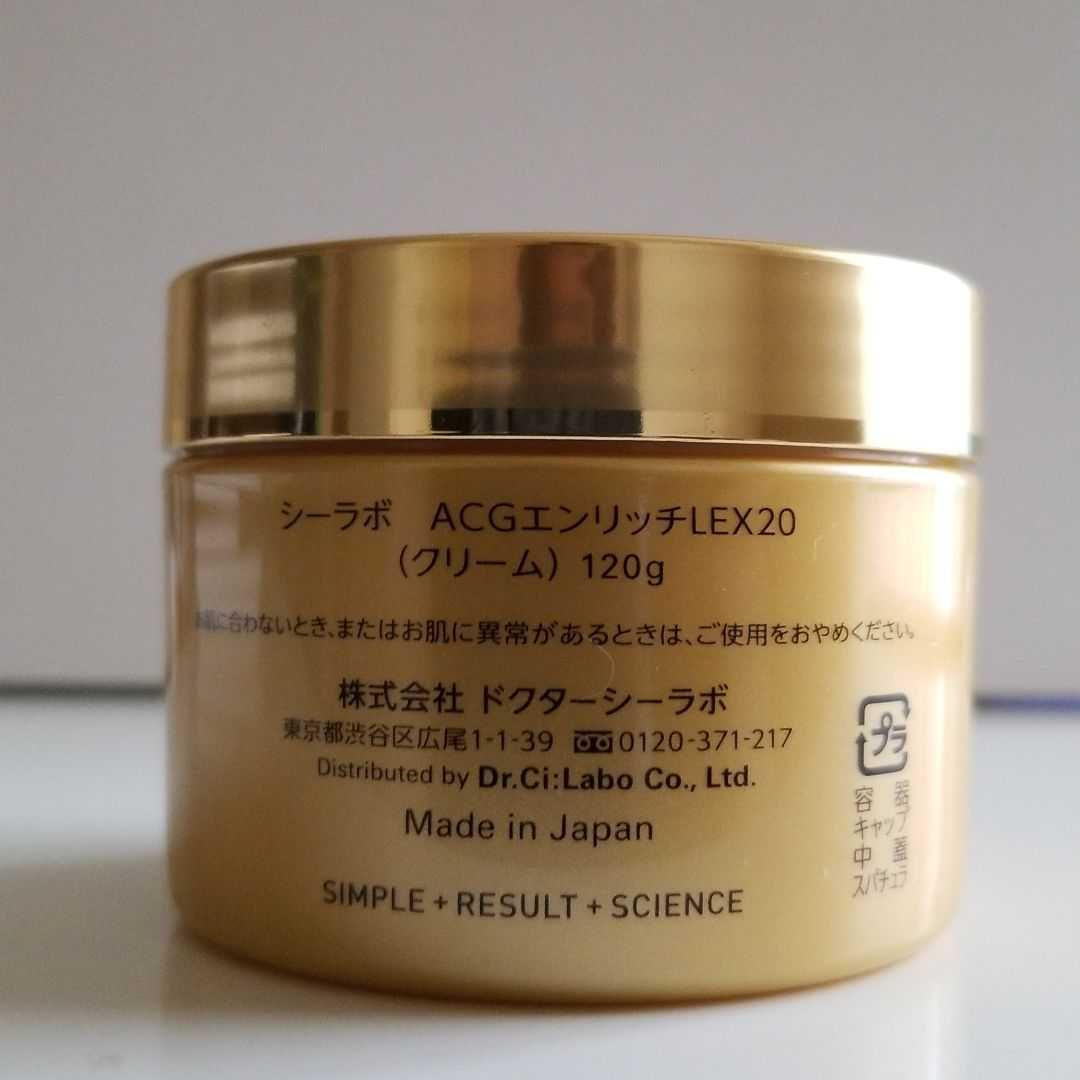 シーラボ ACGエンリッチLEX20
(クリーム) 120g
お肌に合わないとき、またはお肌に異常があるときは、ご使用をおやめください。
株式会社 ドクターシーラボ
東京都渋谷区広尾1-1-39 0120-371-217
Distributed by Dr.Ci:Labo Co., Ltd.
Made in Japan
SIMPLE + RESULT + SCIENCE
プラ
容器
キャップ
中蓋
スパチュラ